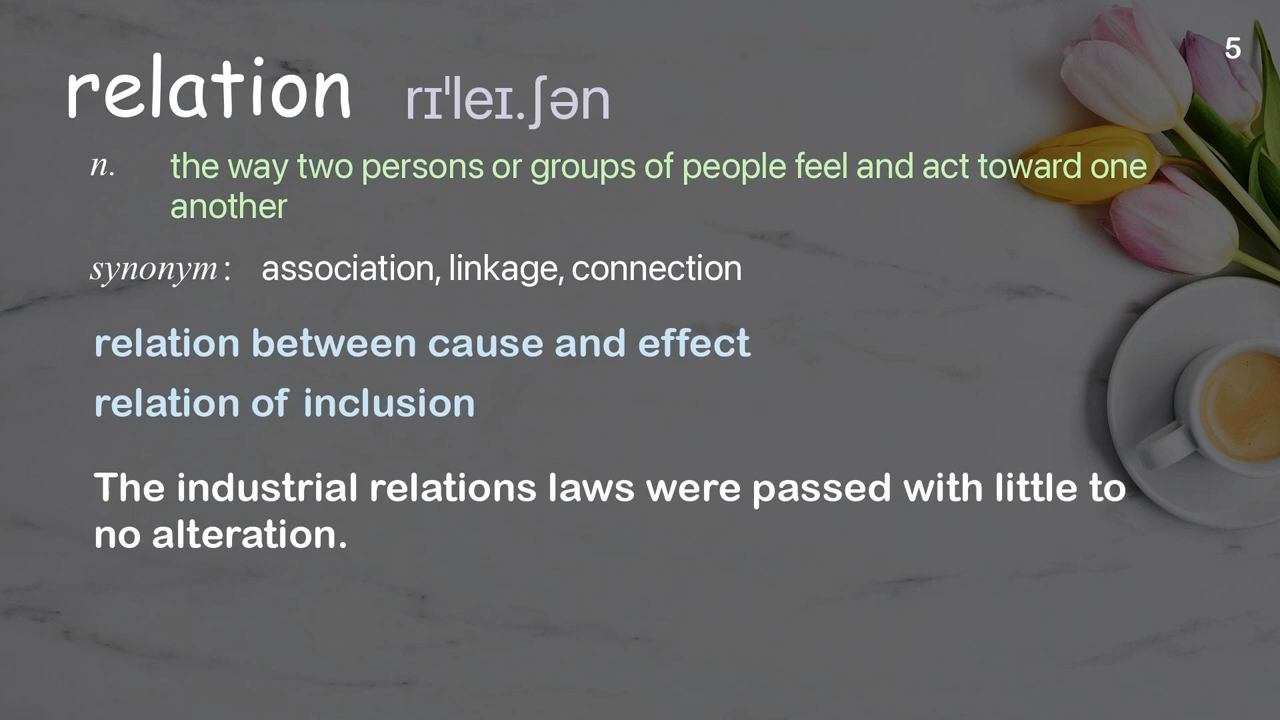 5
relation rɪˈleɪ.ʃən
n. the way two persons or groups of people feel and act toward one
another
synonym: association, linkage, connection
relation between cause and effect
relation of inclusion
The industrial relations laws were passed with little to
no alteration.